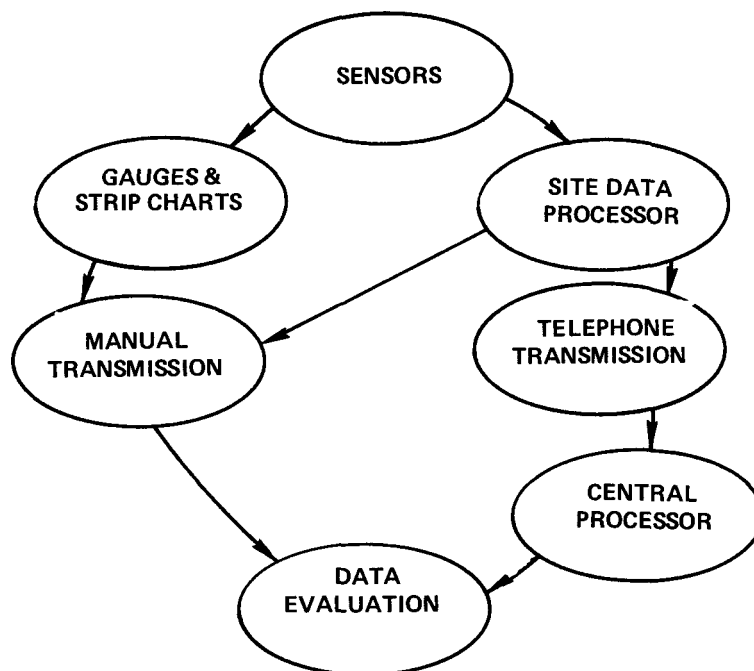 SENSORS
GAUGES &
STRIP CHARTS
SITE DATA
PROCESSOR
MANUAL
TRANSMISSION
TELEPHONE
TRANSMISSION
CENTRAL
PROCESSOR
DATA
EVALUATION